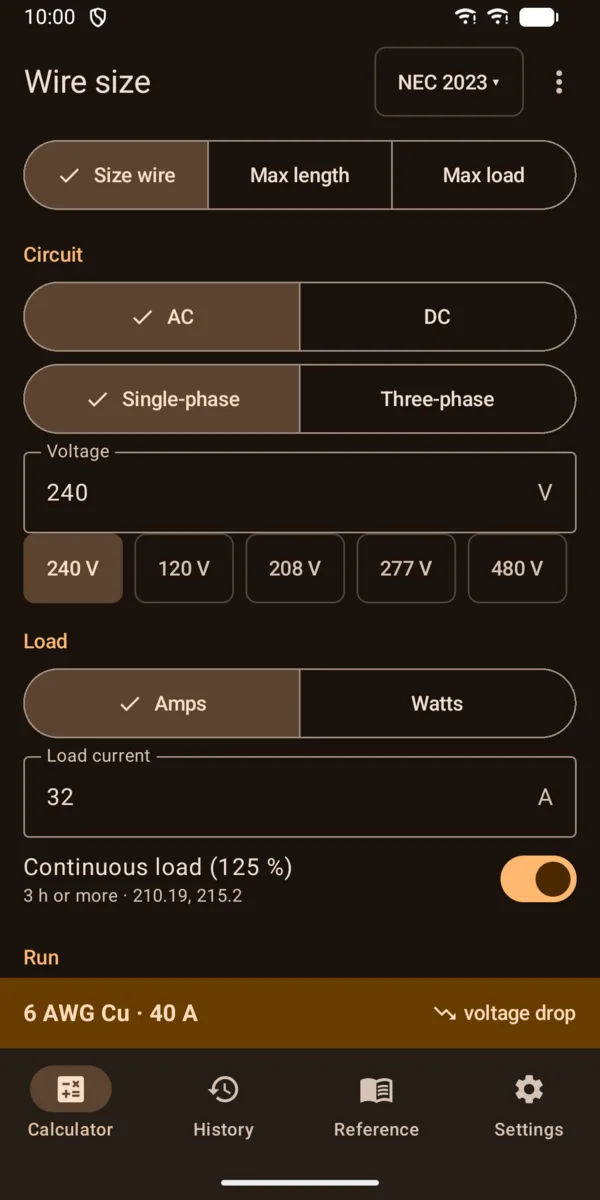 10:00
Wire size
NEC 2023 ▾
Size wire
Max length
Max load
Circuit
AC
DC
Single-phase
Three-phase
Voltage
240
V
240 V
120 V
208 V
277 V
480 V
Load
Amps
Watts
Load current
32
A
Continuous load (125 %)
3 h or more · 210.19, 215.2
Run
6 AWG Cu · 40 A
voltage drop
Calculator
History
Reference
Settings